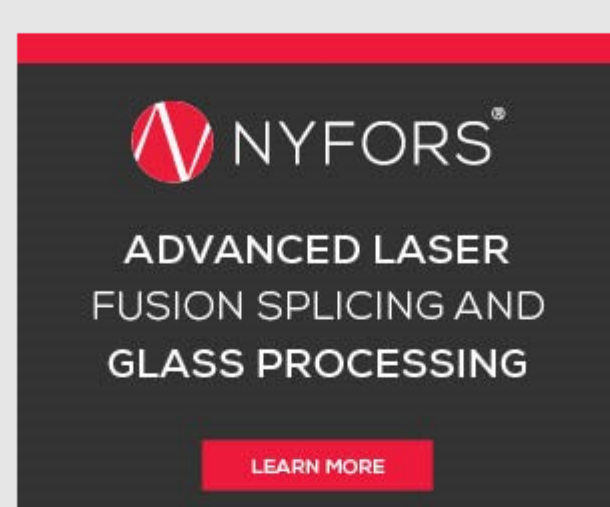 NYFORS®
ADVANCED LASER
FUSION SPLICING AND
GLASS PROCESSING
LEARN MORE